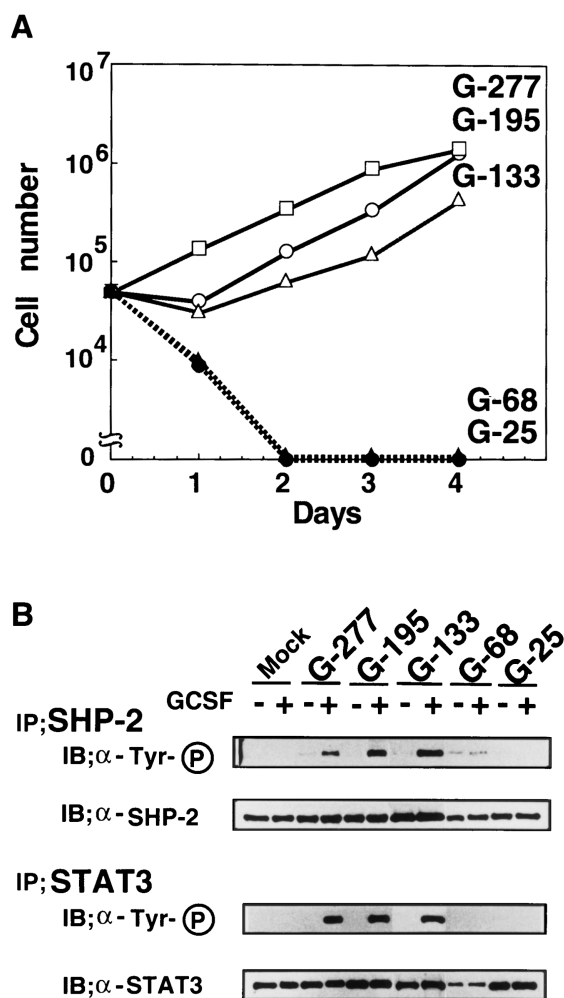 A
10⁷
G-277
G-195
10⁶
G-133
Cell number
10⁵
10⁴
G-68
G-25
0
0 1 2 3 4
Days
B
Mock G-277 G-195 G-133 G-68 G-25
GCSF - + - + - + - + - + - +
IP;SHP-2
IB;α-Tyr-Ⓟ
IB;α-SHP-2
IP;STAT3
IB;α-Tyr-Ⓟ
IB;α-STAT3